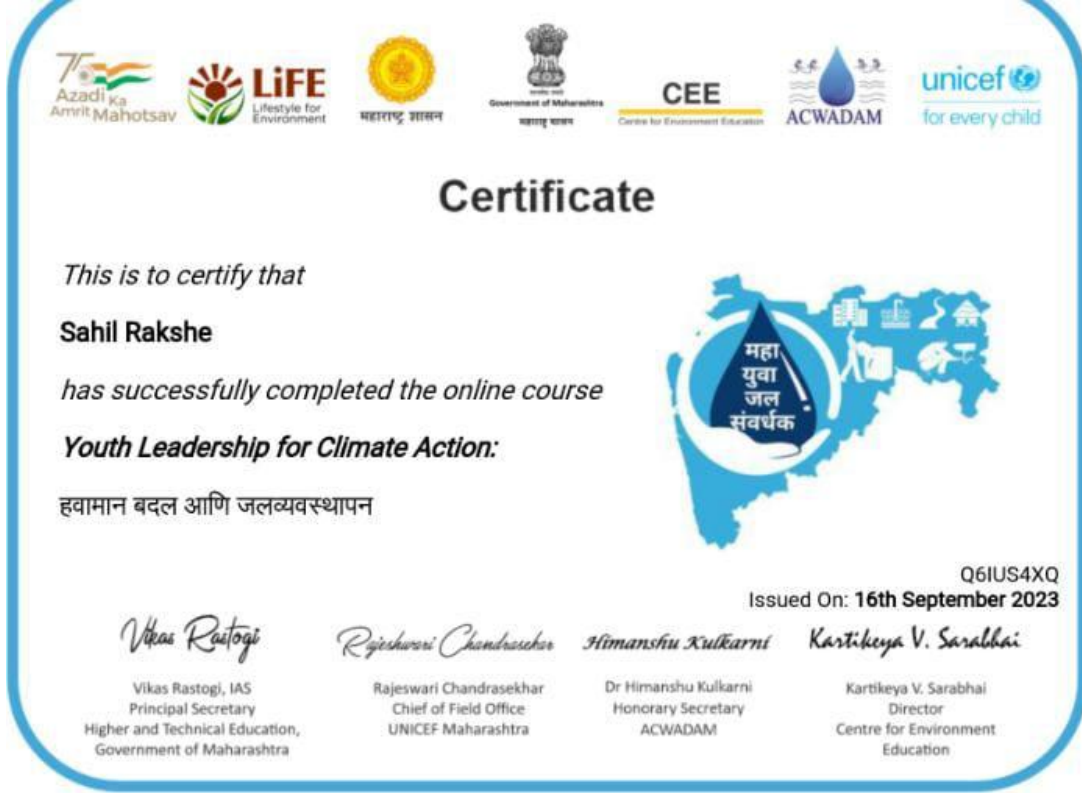 75
Azadi Ka
Amrit Mahotsav
LiFE
Lifestyle for
Environment
महाराष्ट्र शासन
Government of Maharashtra
महाराष्ट्र शासन
CEE
Centre for Environment Education
ACWADAM
unicef
for every child
Certificate
This is to certify that
Sahil Rakshe
has successfully completed the online course
Youth Leadership for Climate Action:
हवामान बदल आणि जलव्यवस्थापन
महा
युवा
जल
संवर्धक
Q6IUS4XQ
Issued On: 16th September 2023
Vikas Rastogi
Rajeshwari Chandrasekar
Himanshu Kulkarni
Kartikeya V. Sarabhai
Vikas Rastogi, IAS
Principal Secretary
Higher and Technical Education,
Government of Maharashtra
Rajeswari Chandrasekhar
Chief of Field Office
UNICEF Maharashtra
Dr Himanshu Kulkarni
Honorary Secretary
ACWADAM
Kartikeya V. Sarabhai
Director
Centre for Environment
Education